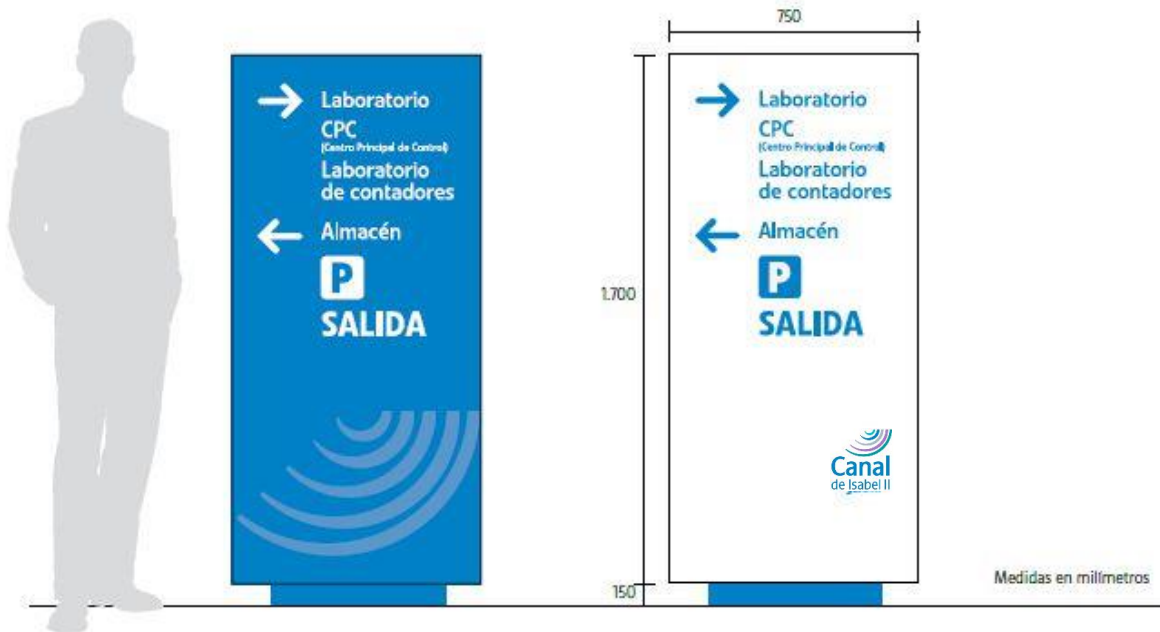 Laboratorio
CPC
(Centro Principal de Control)
Laboratorio
de contadores
Almacén
P
SALIDA
750
1.700
150
Laboratorio
CPC
(Centro Principal de Control)
Laboratorio
de contadores
Almacén
P
SALIDA
Canal
de Isabel II
Medidas en milímetros